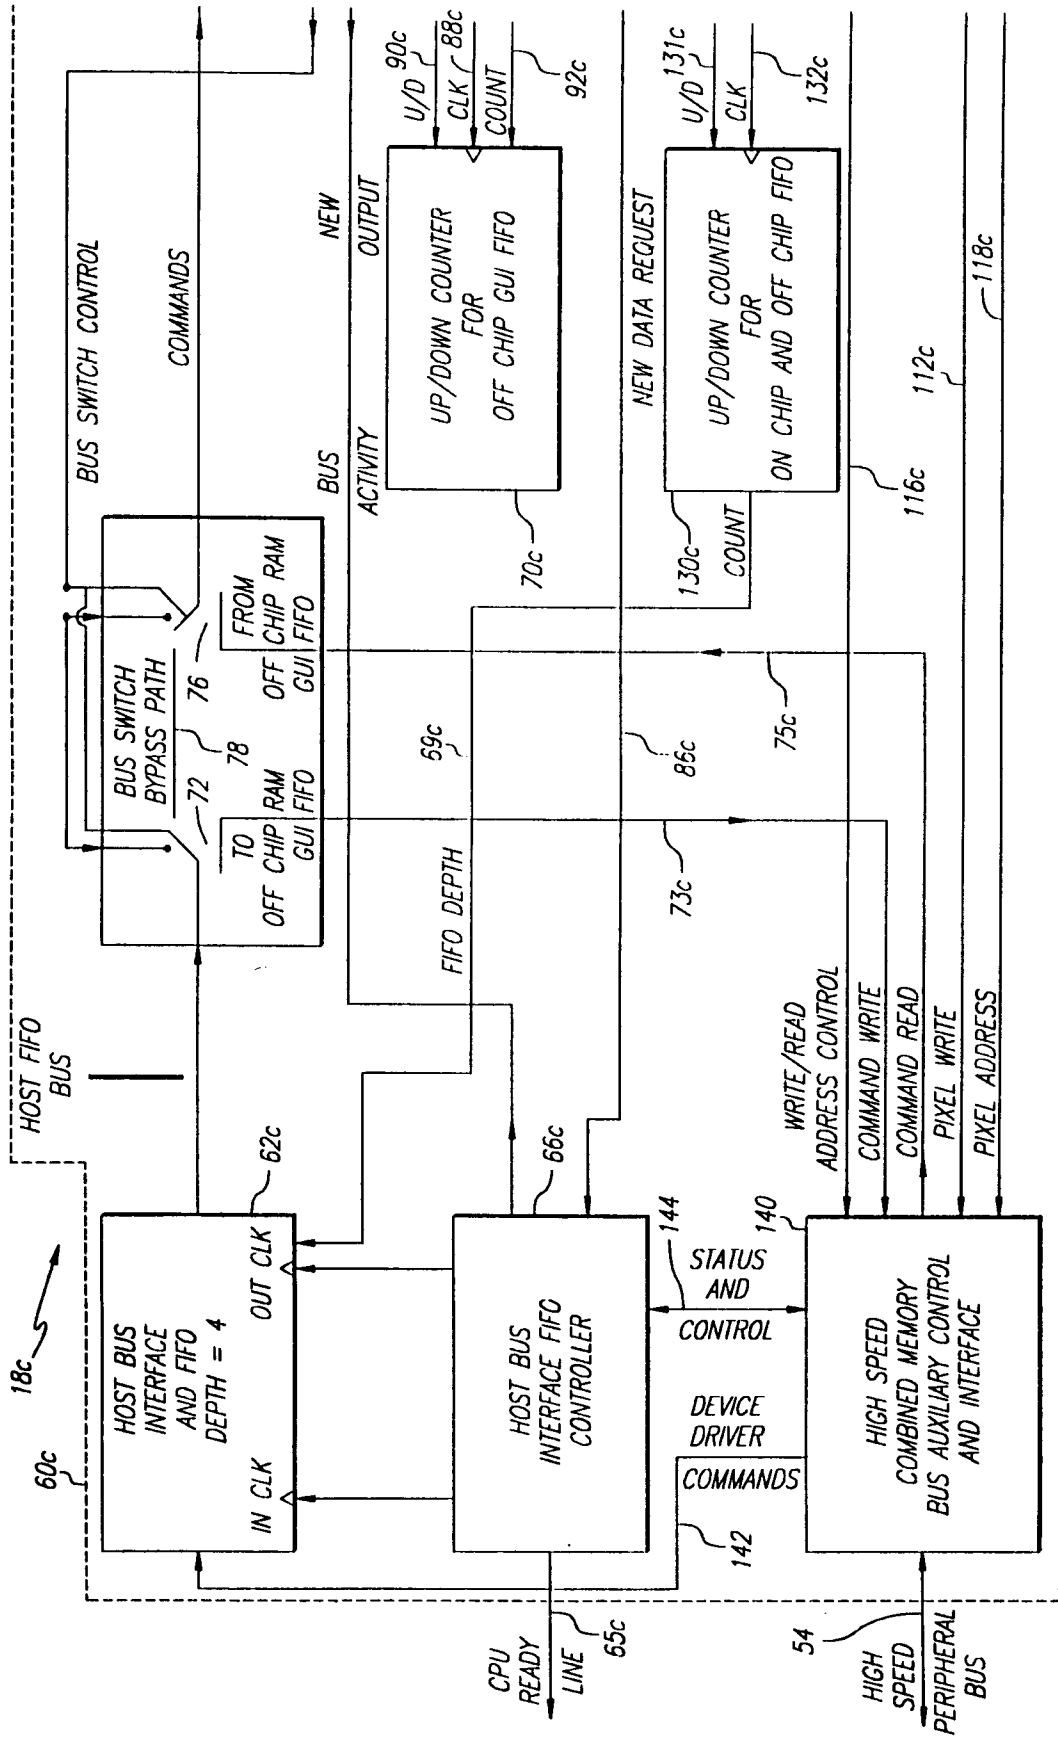 18c
60c
HOST FIFO
BUS
BUS SWITCH CONTROL
COMMANDS
HOST BUS
INTERFACE
AND FIFO
DEPTH = 4
IN CLK
OUT CLK
62c
BUS SWITCH
BYPASS PATH
78
72
76
TO
OFF CHIP RAM
GUI FIFO
FROM
OFF CHIP RAM
GUI FIFO
BUS
ACTIVITY
NEW
OUTPUT
UP/DOWN COUNTER
FOR
OFF CHIP GUI FIFO
70c
U/D
90c
CLK
88c
COUNT
92c
FIFO DEPTH
69c
HOST BUS
INTERFACE FIFO
CONTROLLER
66c
CPU
READY
LINE
65c
86c
NEW DATA REQUEST
UP/DOWN COUNTER
FOR
ON CHIP AND OFF CHIP FIFO
130c
COUNT
U/D
131c
CLK
132c
73c
75c
DEVICE
DRIVER
COMMANDS
142
STATUS
AND
CONTROL
144
140
HIGH SPEED
COMBINED MEMORY
BUS AUXILIARY CONTROL
AND INTERFACE
WRITE/READ
ADDRESS CONTROL
COMMAND WRITE
COMMAND READ
PIXEL WRITE
PIXEL ADDRESS
116c
112c
118c
54
HIGH
SPEED
PERIPHERAL
BUS